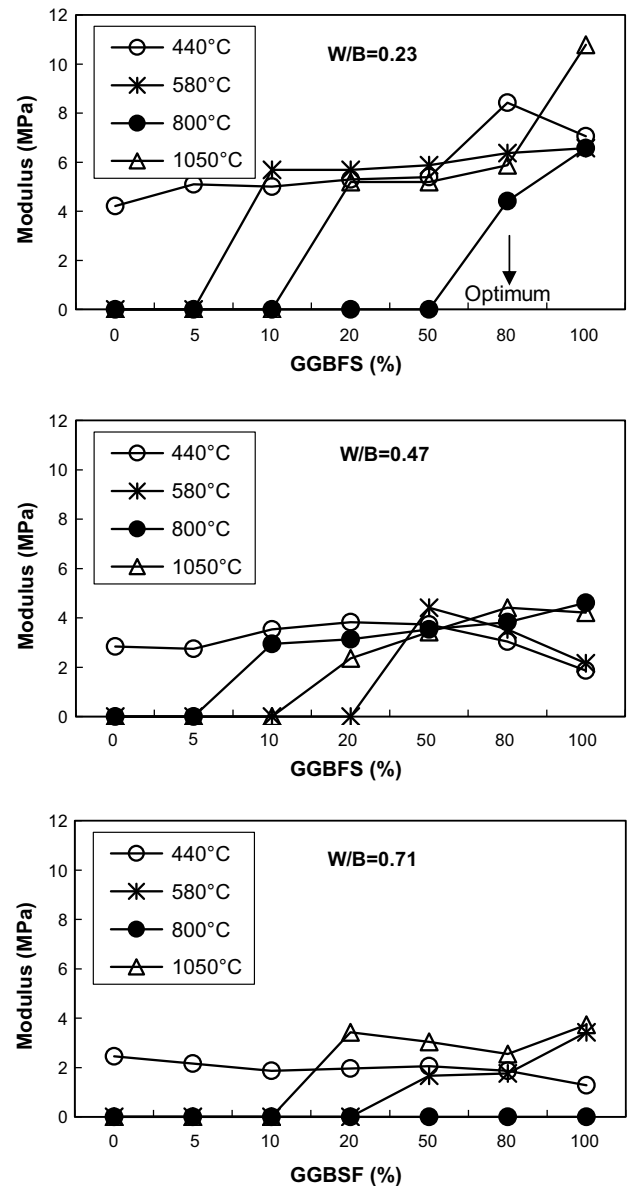 12
10
8
6
4
2
0
Modulus (MPa)
440°C
580°C
800°C
1050°C
W/B=0.23
Optimum
0 5 10 20 50 80 100
GGBFS (%)
12
10
8
6
4
2
0
Modulus (MPa)
440°C
580°C
800°C
1050°C
W/B=0.47
0 5 10 20 50 80 100
GGBFS (%)
12
10
8
6
4
2
0
Modulus (MPa)
440°C
580°C
800°C
1050°C
W/B=0.71
0 5 10 20 50 80 100
GGBSF (%)